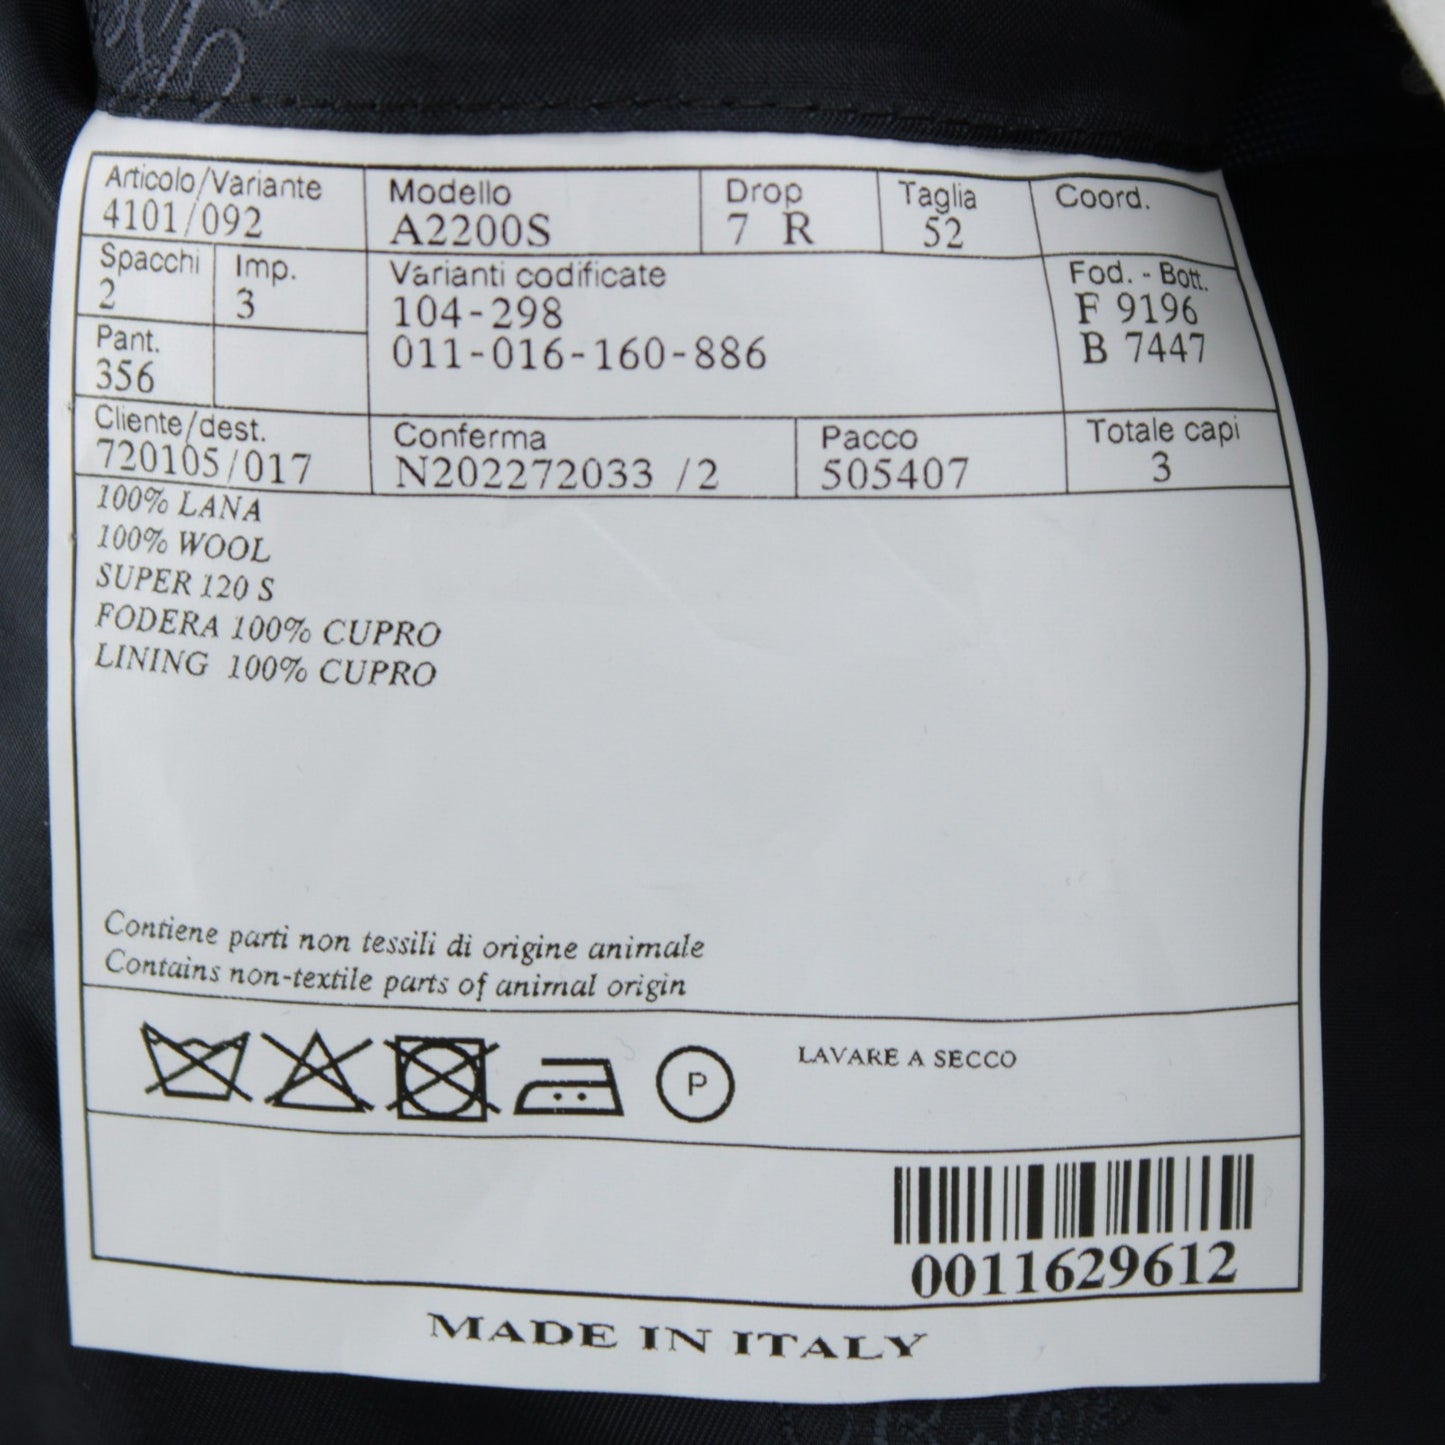 Articolo/Variante
4101/092
Modello
A2200S
Drop
7 R
Taglia
52
Coord.
Spacchi
2
Imp.
3
Varianti codificate
104-298
011-016-160-886
Fod. - Bott.
F 9196
B 7447
Pant.
356
Cliente/dest.
720105/017
Conferma
N202272033 /2
Pacco
505407
Totale capi
3
100% LANA
100% WOOL
SUPER 120 S
FODERA 100% CUPRO
LINING 100% CUPRO
Contiene parti non tessili di origine animale
Contains non-textile parts of animal origin
P
LAVARE A SECCO
0011629612
MADE IN ITALY